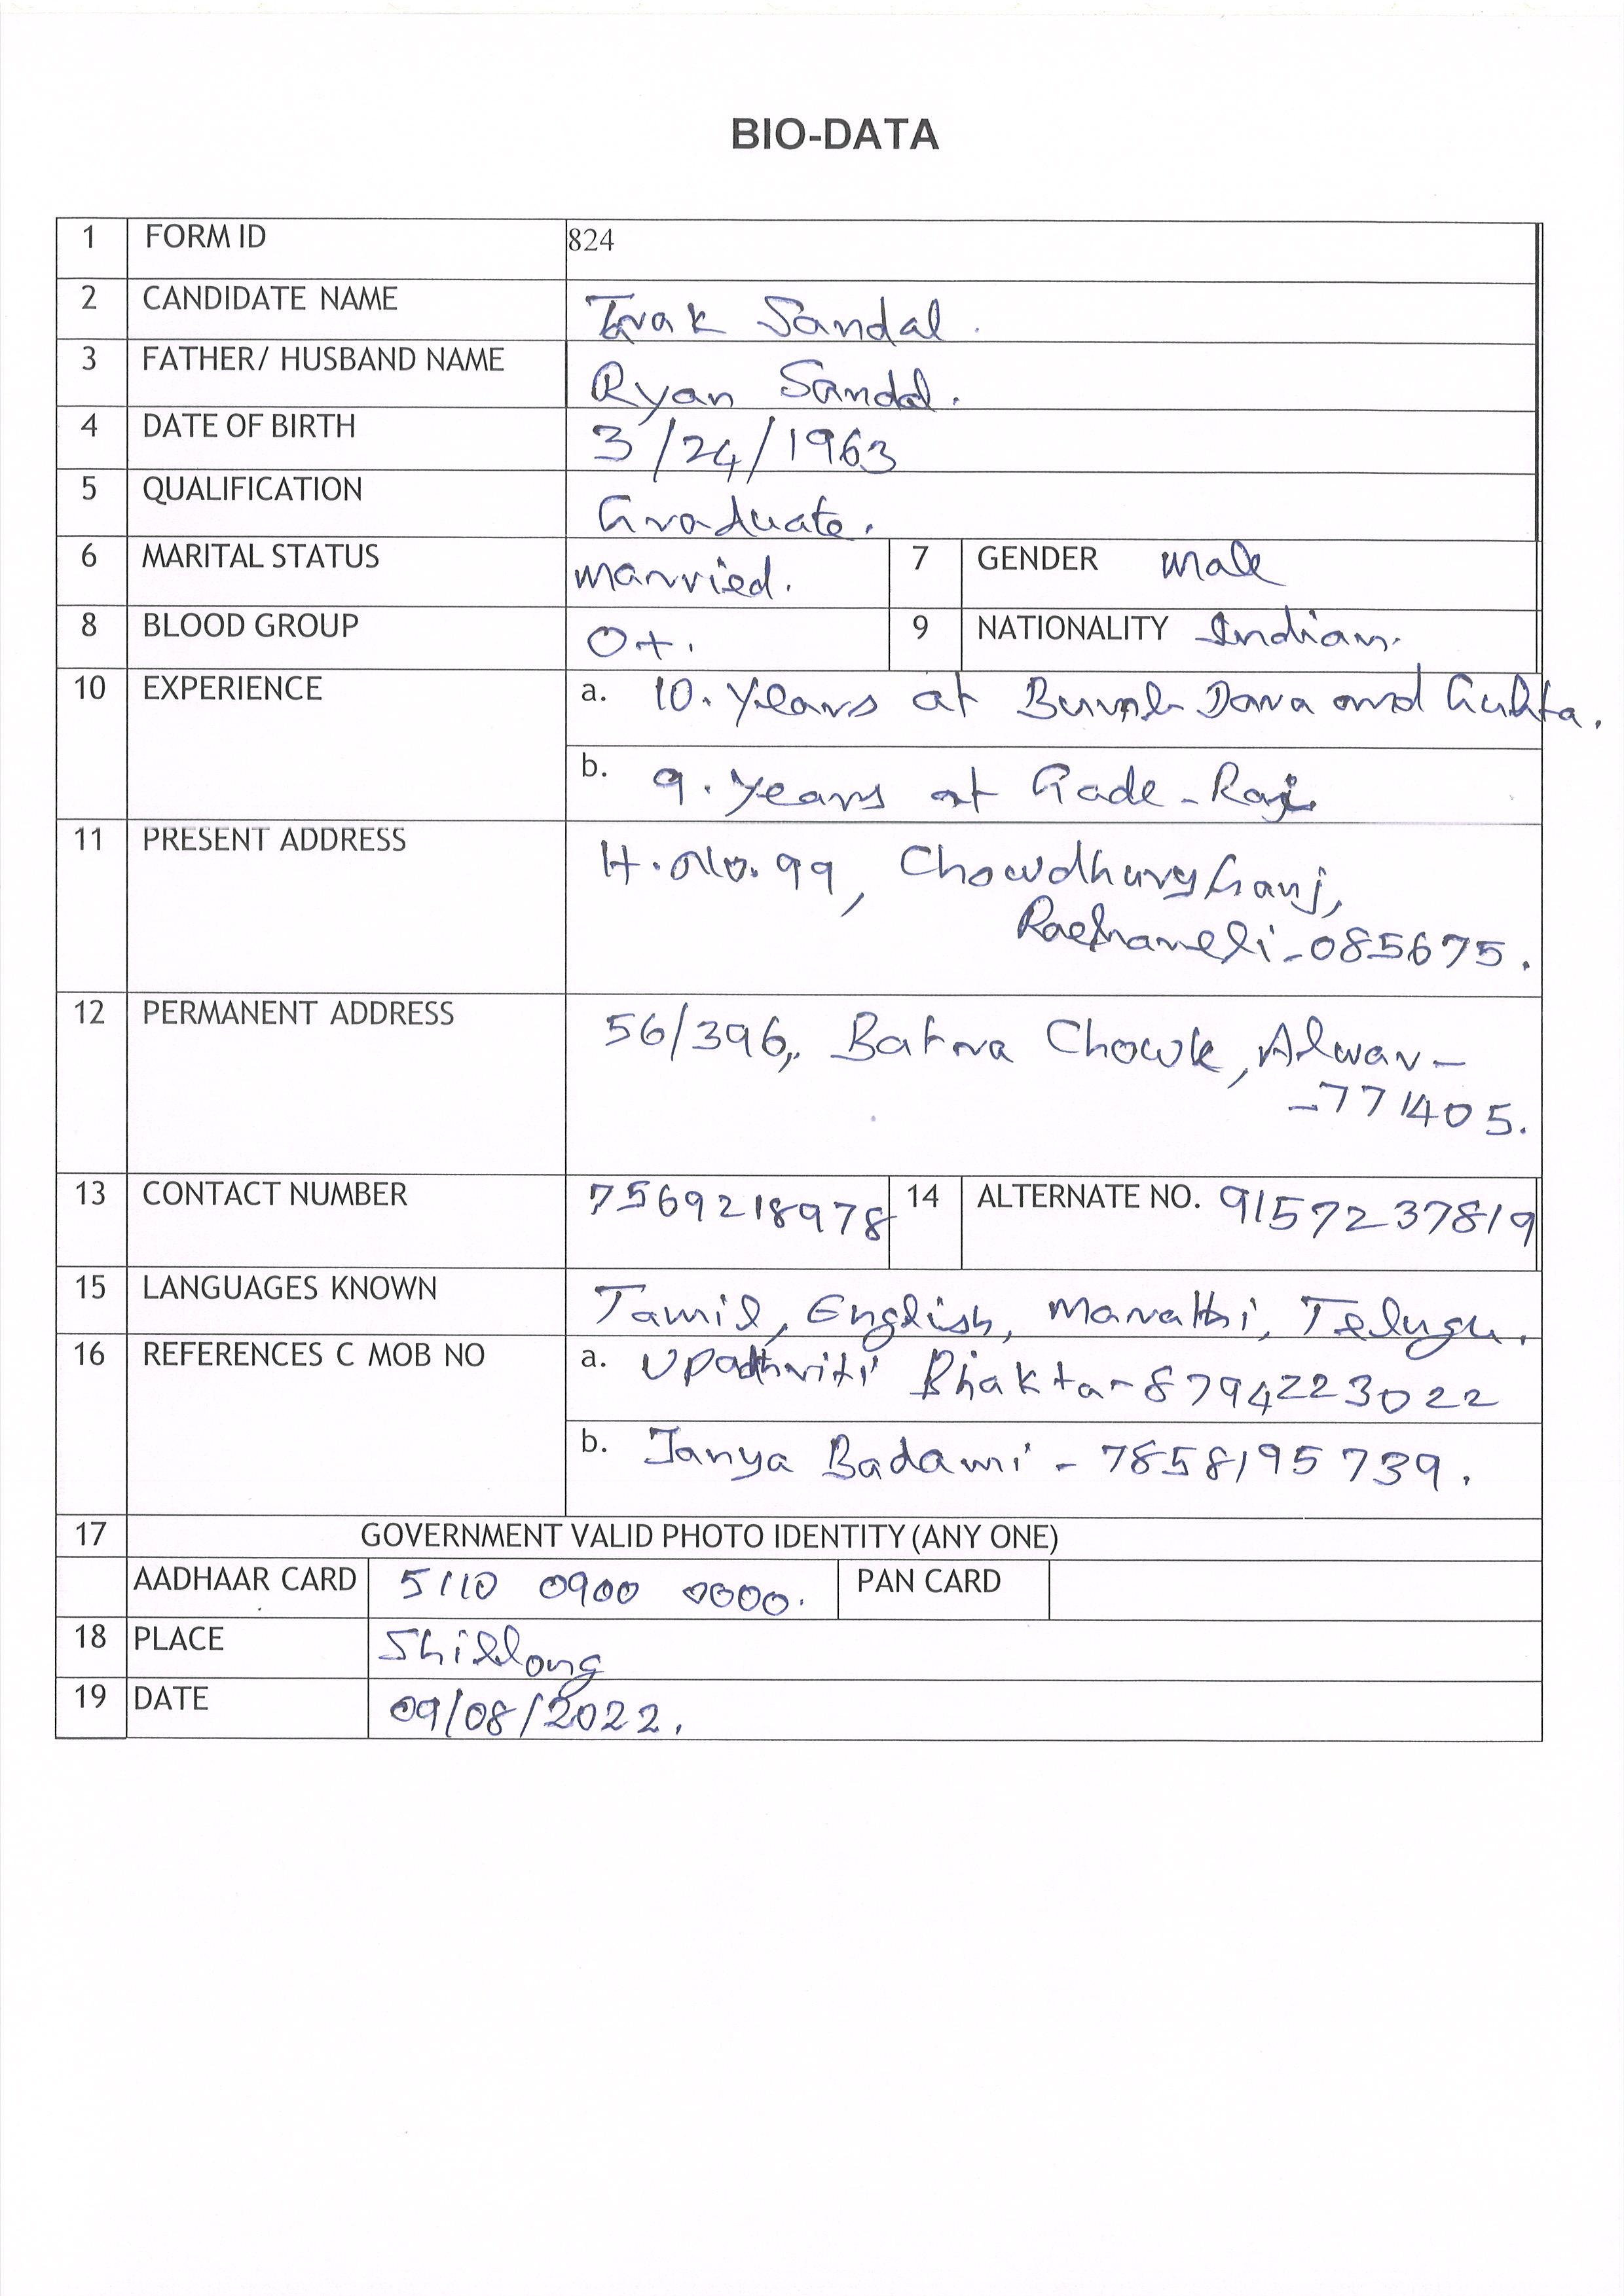 BIO-DATA
1 FORM ID 824
2 CANDIDATE NAME Ivak Sandal.
3 FATHER/ HUSBAND NAME Ryan Sandal.
4 DATE OF BIRTH 3/24/1963
5 QUALIFICATION Graduate.
6 MARITAL STATUS married. 7 GENDER male
8 BLOOD GROUP O+. 9 NATIONALITY Indian.
10 EXPERIENCE a. 10. years at Dara and
b. 9. years at Gade-Raj
11 PRESENT ADDRESS H.No. 99, Chowdhury Ganj,
-085675.
12 PERMANENT ADDRESS 56/396, Batra Chowk, Alwar-
-771405.
13 CONTACT NUMBER 7569218978 14 ALTERNATE NO. 9157237819
15 LANGUAGES KNOWN Tamil, English, Marathi, Telugu.
16 REFERENCES C MOB NO a. Upadhriti Bhakta-8794223022
b. Janya Badami - 7858195739.
17 GOVERNMENT VALID PHOTO IDENTITY (ANY ONE)
AADHAAR CARD 5110 0900 0000. PAN CARD
18 PLACE Shillong
19 DATE 09/08/2022.